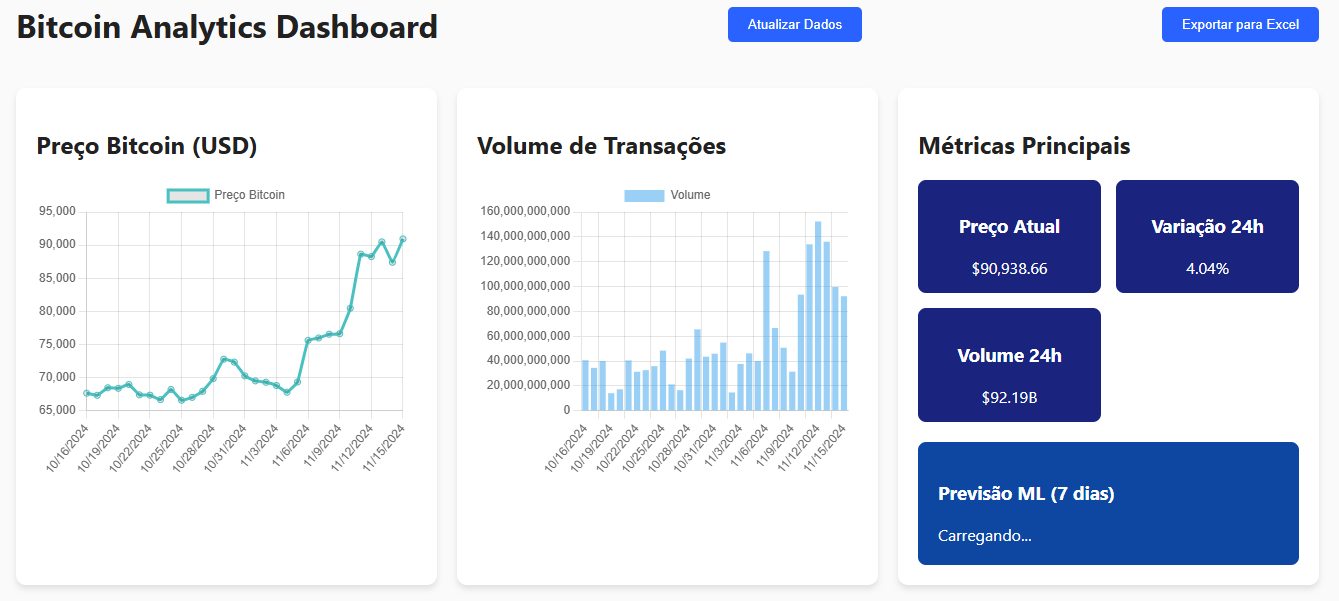 Bitcoin Analytics Dashboard
Atualizar Dados
Exportar para Excel
Preço Bitcoin (USD)
Preço Bitcoin
95,000
90,000
85,000
80,000
75,000
70,000
65,000
10/16/2024
10/19/2024
10/22/2024
10/25/2024
10/28/2024
10/31/2024
11/3/2024
11/6/2024
11/9/2024
11/12/2024
11/15/2024
Volume de Transações
Volume
160,000,000,000
140,000,000,000
120,000,000,000
100,000,000,000
80,000,000,000
60,000,000,000
40,000,000,000
20,000,000,000
0
10/16/2024
10/19/2024
10/22/2024
10/25/2024
10/28/2024
10/31/2024
11/3/2024
11/6/2024
11/9/2024
11/12/2024
11/15/2024
Métricas Principais
Preço Atual
$90,938.66
Variação 24h
4.04%
Volume 24h
$92.19B
Previsão ML (7 dias)
Carregando...